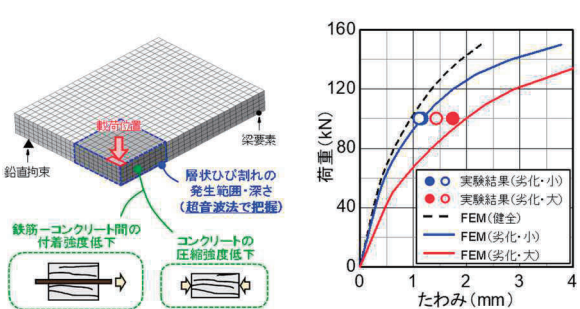 載荷位置
梁要素
鉛直拘束
層状ひび割れの
発生範囲・深さ
(超音波法で把握)
鉄筋－コンクリート間の
付着強度低下
コンクリートの
圧縮強度低下
荷重(kN)
160
120
80
40
0
0
1
2
3
4
たわみ(mm)
実験結果(劣化・小)
実験結果(劣化・大)
FEM(健全)
FEM(劣化・小)
FEM(劣化・大)